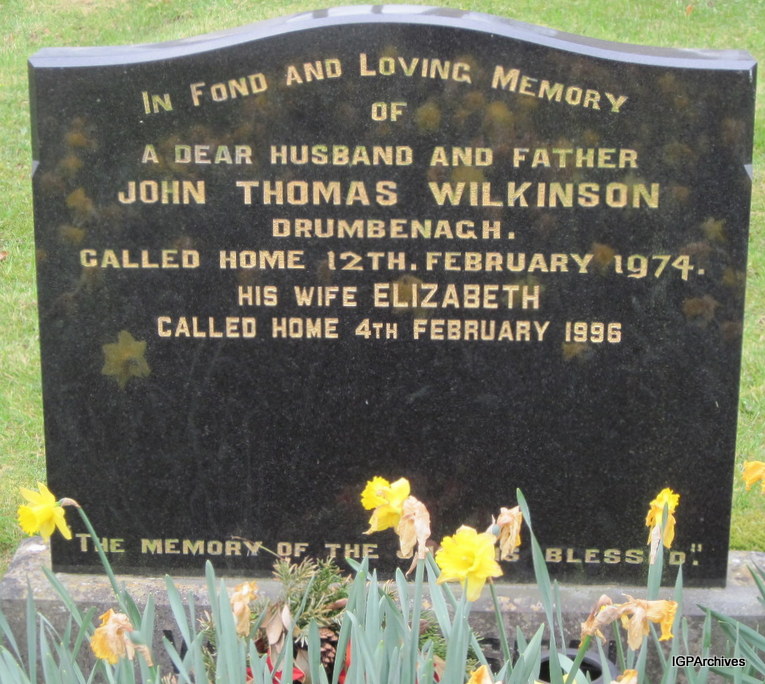 In Fond and Loving Memory
OF
A DEAR HUSBAND AND FATHER
JOHN THOMAS WILKINSON
DRUMBENAGH.
CALLED HOME 12TH. FEBRUARY 1974.
HIS WIFE ELIZABETH
CALLED HOME 4TH FEBRUARY 1996
The memory of the BLESSED."
IGPArchives